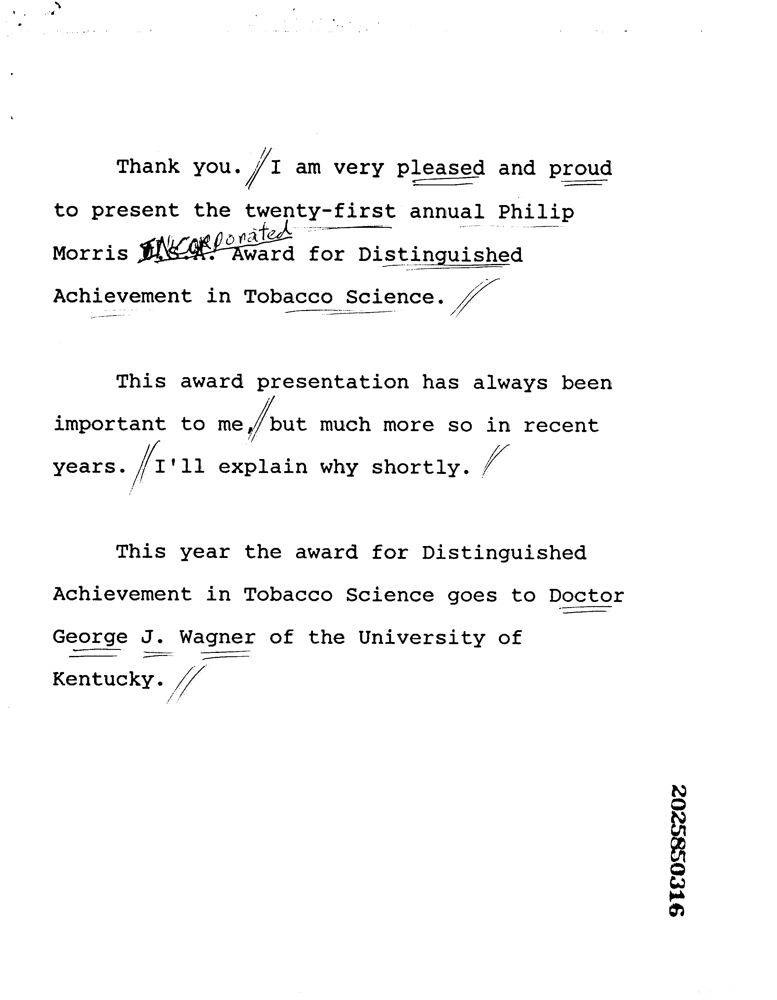 Thank you. // I am very pleased and proud
to present the twenty-first annual Philip
Morris INCORPORATED Award for Distinguished
Achievement in Tobacco Science. //
This award presentation has always been
important to me, // but much more so in recent
years. // I'll explain why shortly. //
This year the award for Distinguished
Achievement in Tobacco Science goes to Doctor
George J. Wagner of the University of
Kentucky. //
2025850316